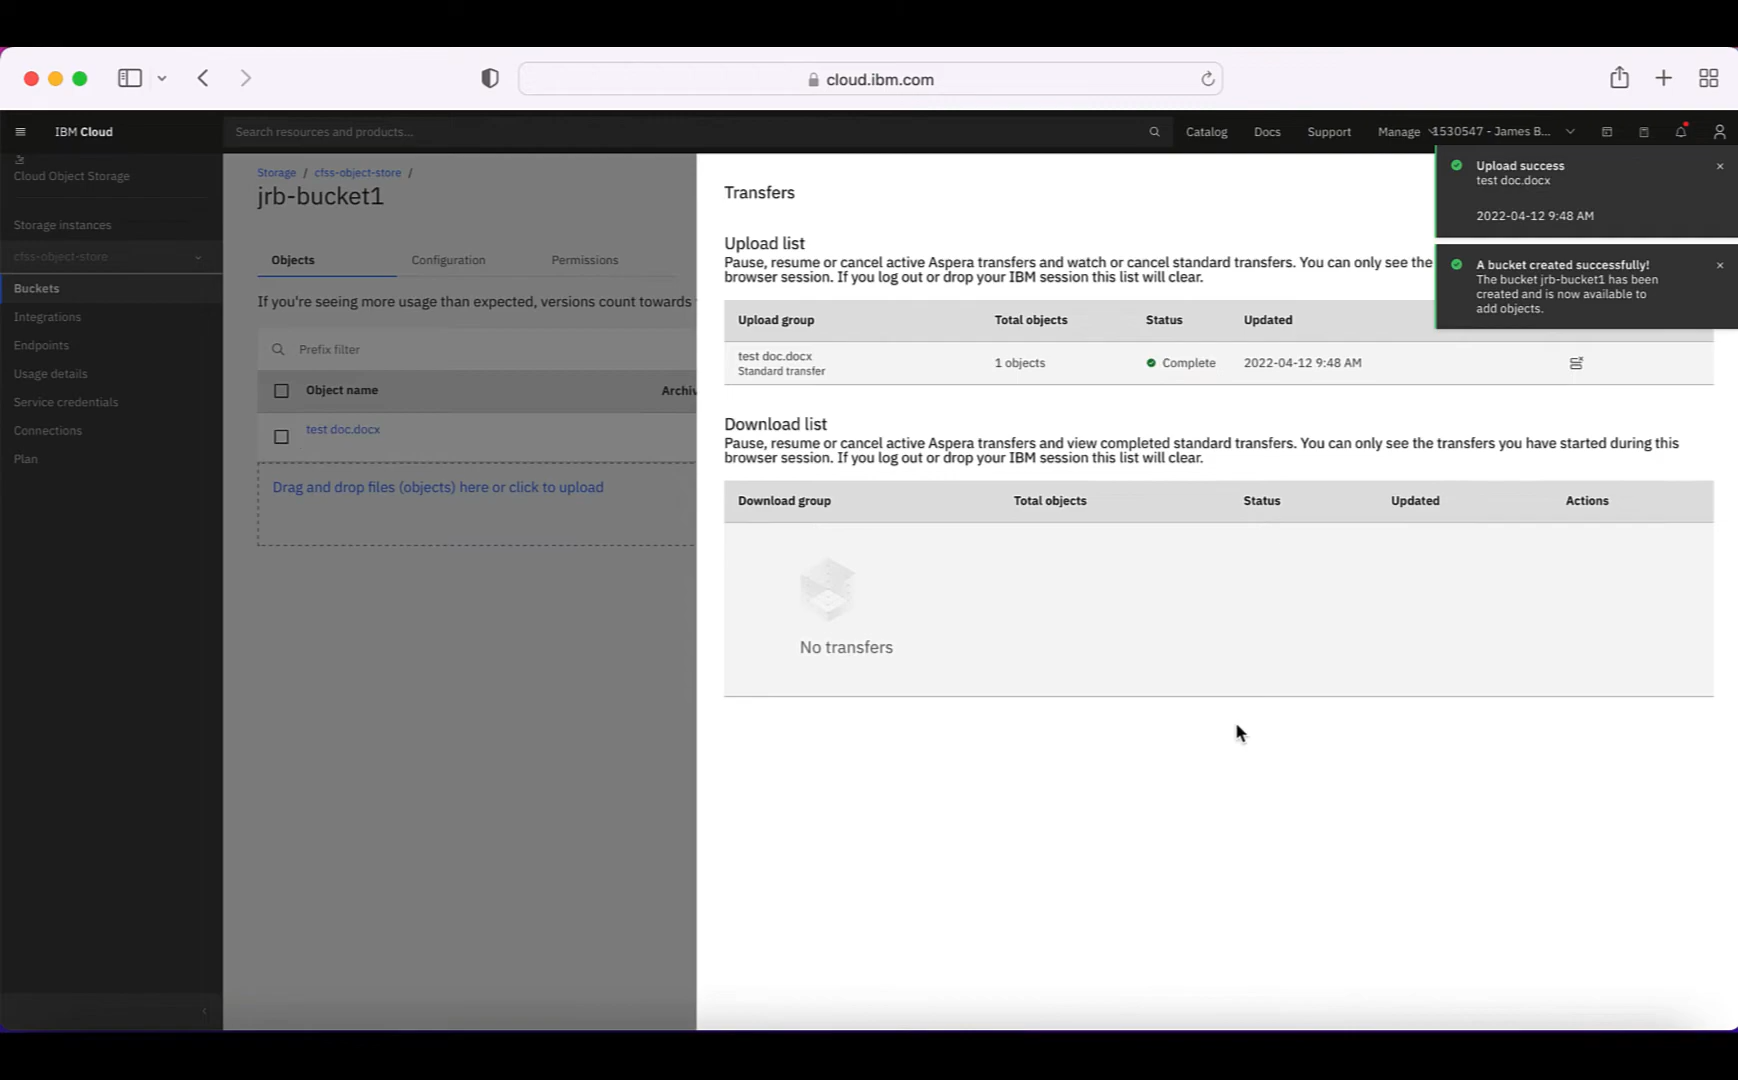 cloud.ibm.com
IBM Cloud
Search resources and products...
Catalog
Docs
Support
Manage
1530547 - James B...
Cloud Object Storage
Storage instances
cfss-object-store
Buckets
Integrations
Endpoints
Usage details
Service credentials
Connections
Plan
Storage / cfss-object-store /
jrb-bucket1
Objects
Configuration
Permissions
If you're seeing more usage than expected, versions count towards
Prefix filter
Object name
Archiv
test doc.docx
Drag and drop files (objects) here or click to upload
Transfers
Upload list
Pause, resume or cancel active Aspera transfers and watch or cancel standard transfers. You can only see the
browser session. If you log out or drop your IBM session this list will clear.
Upload group
Total objects
Status
Updated
test doc.docx
Standard transfer
1 objects
Complete
2022-04-12 9:48 AM
Download list
Pause, resume or cancel active Aspera transfers and view completed standard transfers. You can only see the transfers you have started during this
browser session. If you log out or drop your IBM session this list will clear.
Download group
Total objects
Status
Updated
Actions
No transfers
Upload success
test doc.docx
2022-04-12 9:48 AM
A bucket created successfully!
The bucket jrb-bucket1 has been
created and is now available to
add objects.